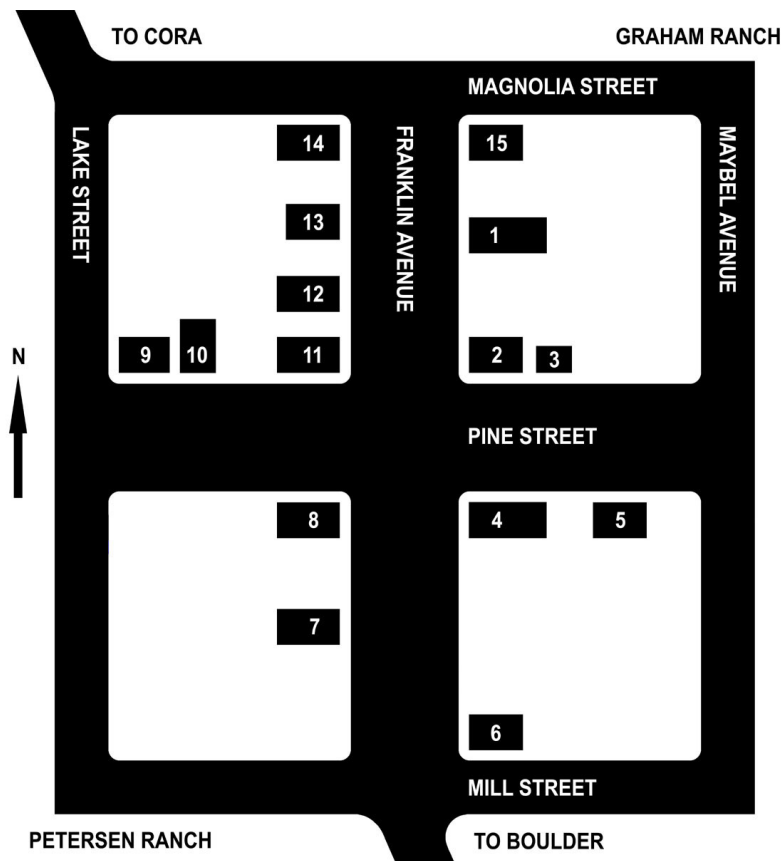 TO CORA
GRAHAM RANCH
MAGNOLIA STREET
LAKE STREET
FRANKLIN AVENUE
MAYBEL AVENUE
14
15
13
1
12
9
10
11
2
3
N
PINE STREET
8
4
5
7
6
MILL STREET
PETERSEN RANCH
TO BOULDER